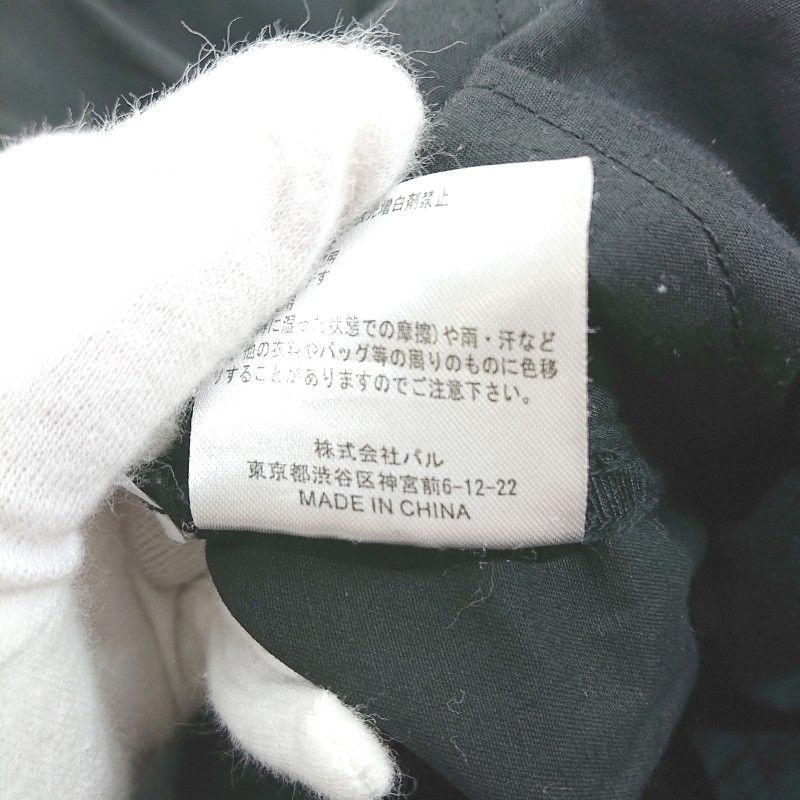 増白剤禁止
用
す
に湿った状態での摩擦)や雨・汗など
他の衣料やバッグ等の周りのものに色移
りすることがありますのでご注意下さい。
株式会社パル
東京都渋谷区神宮前6-12-22
MADE IN CHINA